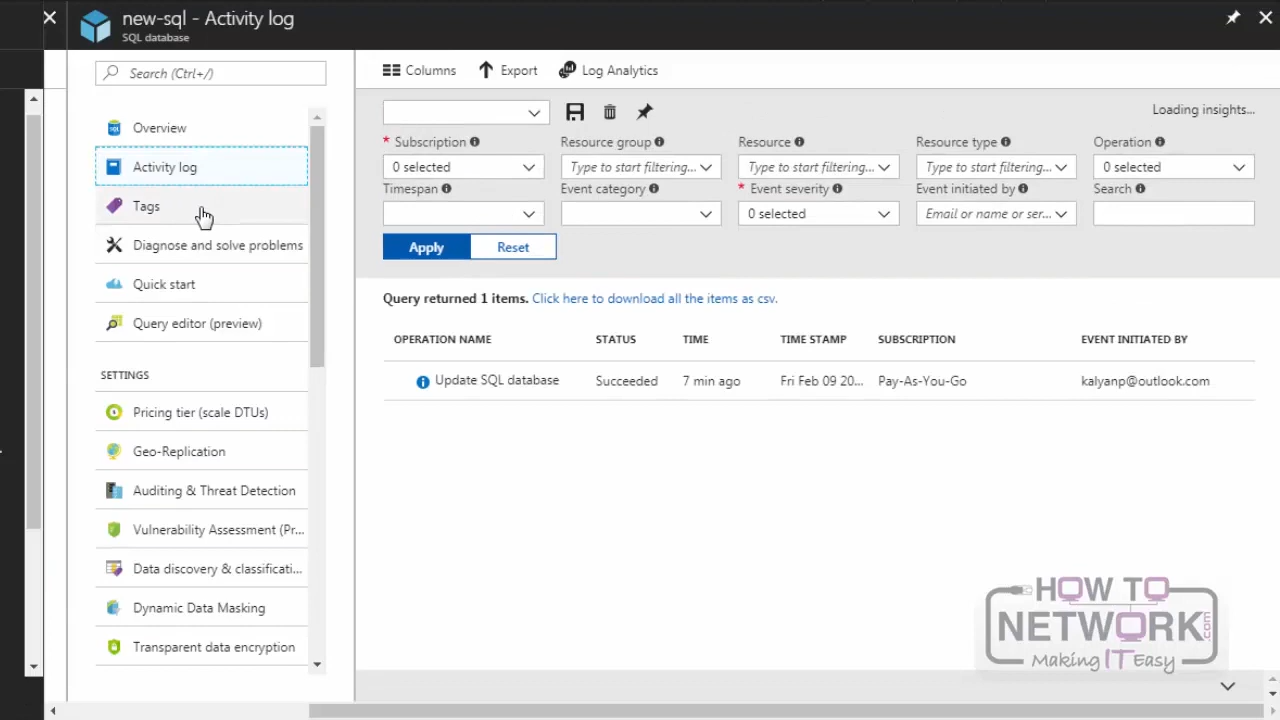 new-sql - Activity log
SQL database
Search (Ctrl+/)
Overview
Activity log
Tags
Diagnose and solve problems
Quick start
Query editor (preview)
SETTINGS
Pricing tier (scale DTUs)
Geo-Replication
Auditing & Threat Detection
Vulnerability Assessment (Pr...
Data discovery & classificati...
Dynamic Data Masking
Transparent data encryption
Columns Export Log Analytics
Loading insights...
* Subscription Resource group Resource Resource type Operation
0 selected Type to start filtering... Type to start filtering... Type to start filtering... 0 selected
Timespan Event category * Event severity Event initiated by Search
0 selected Email or name or ser...
Apply Reset
Query returned 1 items. Click here to download all the items as csv.
OPERATION NAME STATUS TIME TIME STAMP SUBSCRIPTION EVENT INITIATED BY
Update SQL database Succeeded 7 min ago Fri Feb 09 20... Pay-As-You-Go kalyanp@outlook.com
HOW TO
NETWORK.com
Making IT Easy